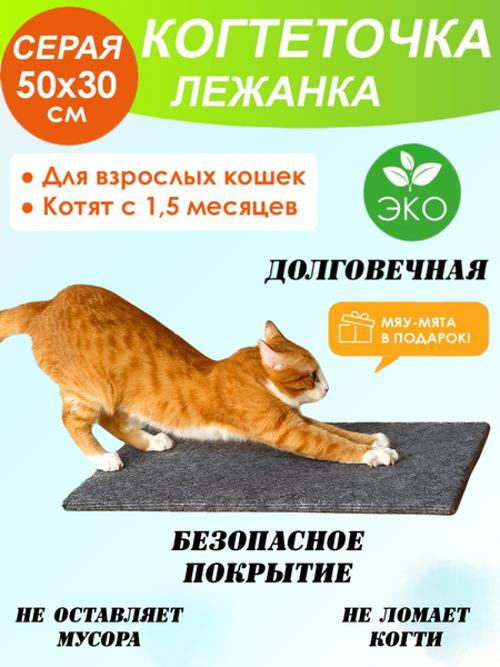 СЕРАЯ
50х30
см
КОГТЕТОЧКА
ЛЕЖАНКА
• Для взрослых кошек
• Котят с 1,5 месяцев
ЭКО
ДОЛГОВЕЧНАЯ
МЯУ-МЯТА
В ПОДАРОК!
БЕЗОПАСНОЕ
ПОКРЫТИЕ
НЕ ОСТАВЛЯЕТ
МУСОРА
НЕ ЛОМАЕТ
КОГТИ